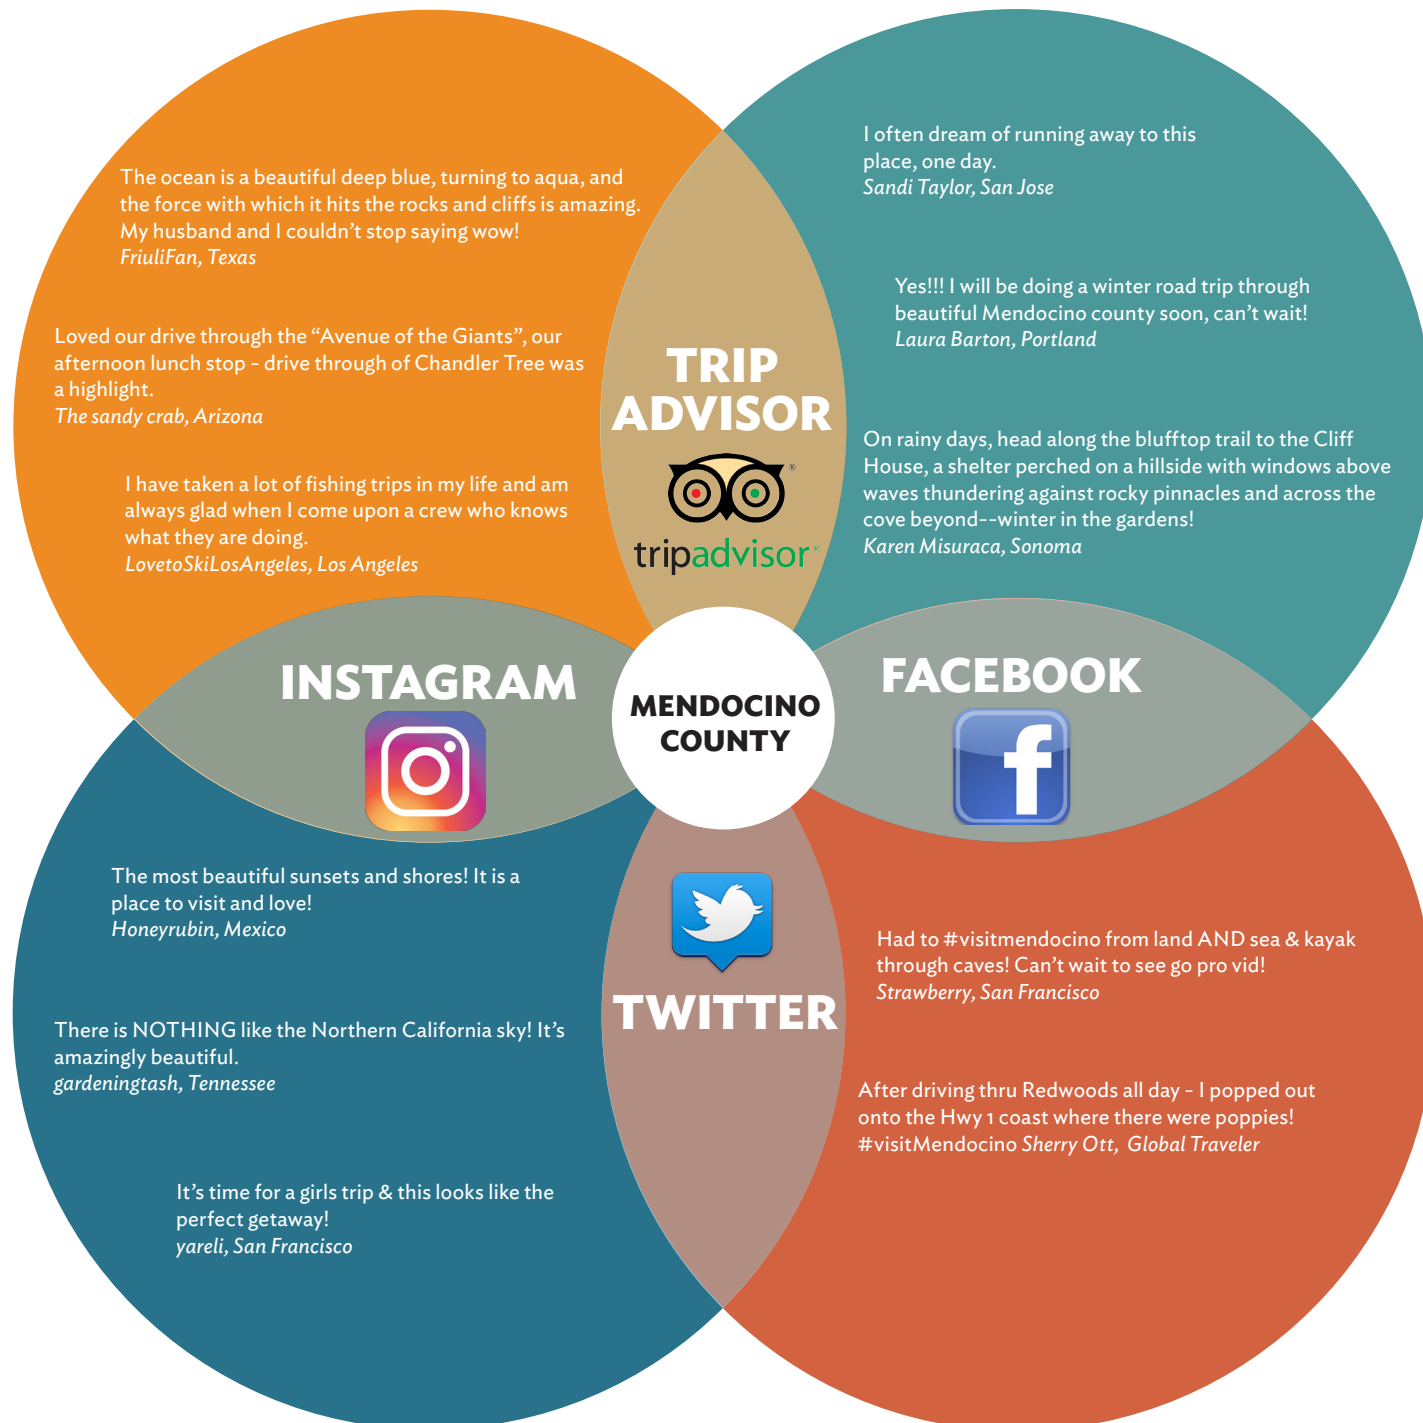 The ocean is a beautiful deep blue, turning to aqua, and
the force with which it hits the rocks and cliffs is amazing.
My husband and I couldn’t stop saying wow!
FriuliFan, Texas
Loved our drive through the “Avenue of the Giants”, our
afternoon lunch stop - drive through of Chandler Tree was
a highlight.
The sandy crab, Arizona
I have taken a lot of fishing trips in my life and am
always glad when I come upon a crew who knows
what they are doing.
LovetoSkiLosAngeles, Los Angeles
TRIP
ADVISOR
tripadvisor®
I often dream of running away to this
place, one day.
Sandi Taylor, San Jose
Yes!!! I will be doing a winter road trip through
beautiful Mendocino county soon, can’t wait!
Laura Barton, Portland
On rainy days, head along the blufftop trail to the Cliff
House, a shelter perched on a hillside with windows above
waves thundering against rocky pinnacles and across the
cove beyond--winter in the gardens!
Karen Misuraca, Sonoma
INSTAGRAM
MENDOCINO
COUNTY
FACEBOOK
The most beautiful sunsets and shores! It is a
place to visit and love!
Honeyrubin, Mexico
There is NOTHING like the Northern California sky! It’s
amazingly beautiful.
gardeningtash, Tennessee
It’s time for a girls trip & this looks like the
perfect getaway!
yareli, San Francisco
TWITTER
Had to #visitmendocino from land AND sea & kayak
through caves! Can’t wait to see go pro vid!
Strawberry, San Francisco
After driving thru Redwoods all day - I popped out
onto the Hwy 1 coast where there were poppies!
#visitMendocino Sherry Ott, Global Traveler